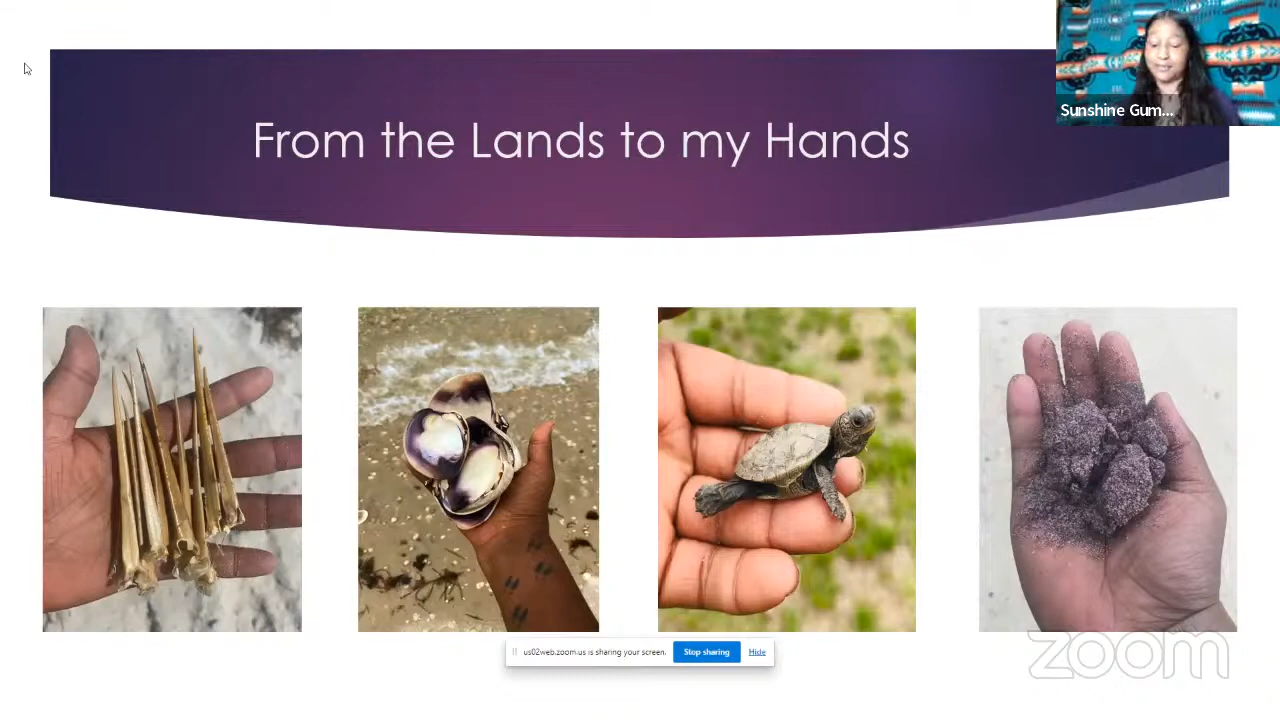 Sunshine Gum...
From the Lands to my Hands
us02web.zoom.us is sharing your screen.
Stop sharing
Hide
zoom